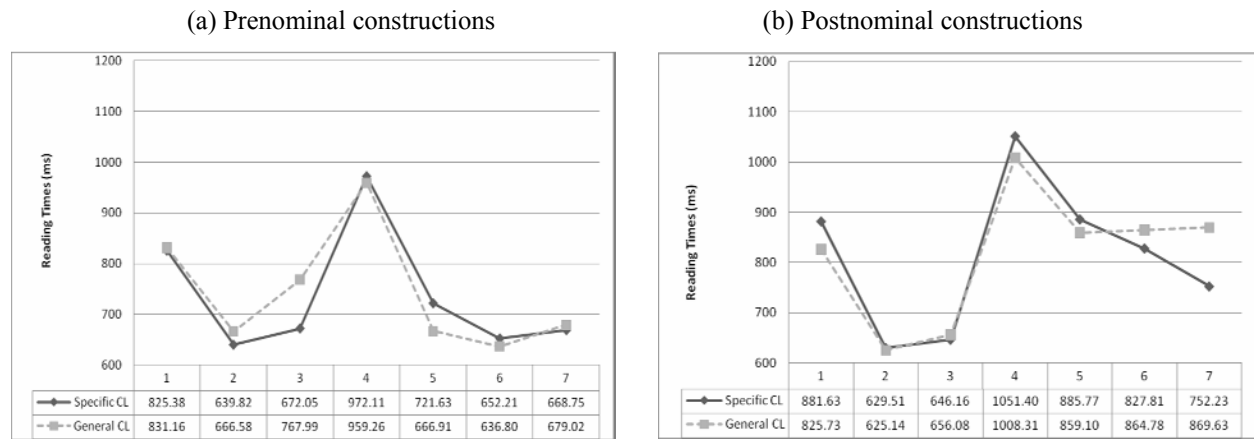 (a) Prenominal constructions
1200
1100
1000
900
800
700
600
Reading Times (ms)
1 2 3 4 5 6 7
Specific CL 825.38 639.82 672.05 972.11 721.63 652.21 668.75
General CL 831.16 666.58 767.99 959.26 666.91 636.80 679.02
(b) Postnominal constructions
1200
1100
1000
900
800
700
600
Reading Times (ms)
1 2 3 4 5 6 7
Specific CL 881.63 629.51 646.16 1051.40 885.77 827.81 752.23
General CL 825.73 625.14 656.08 1008.31 859.10 864.78 869.63